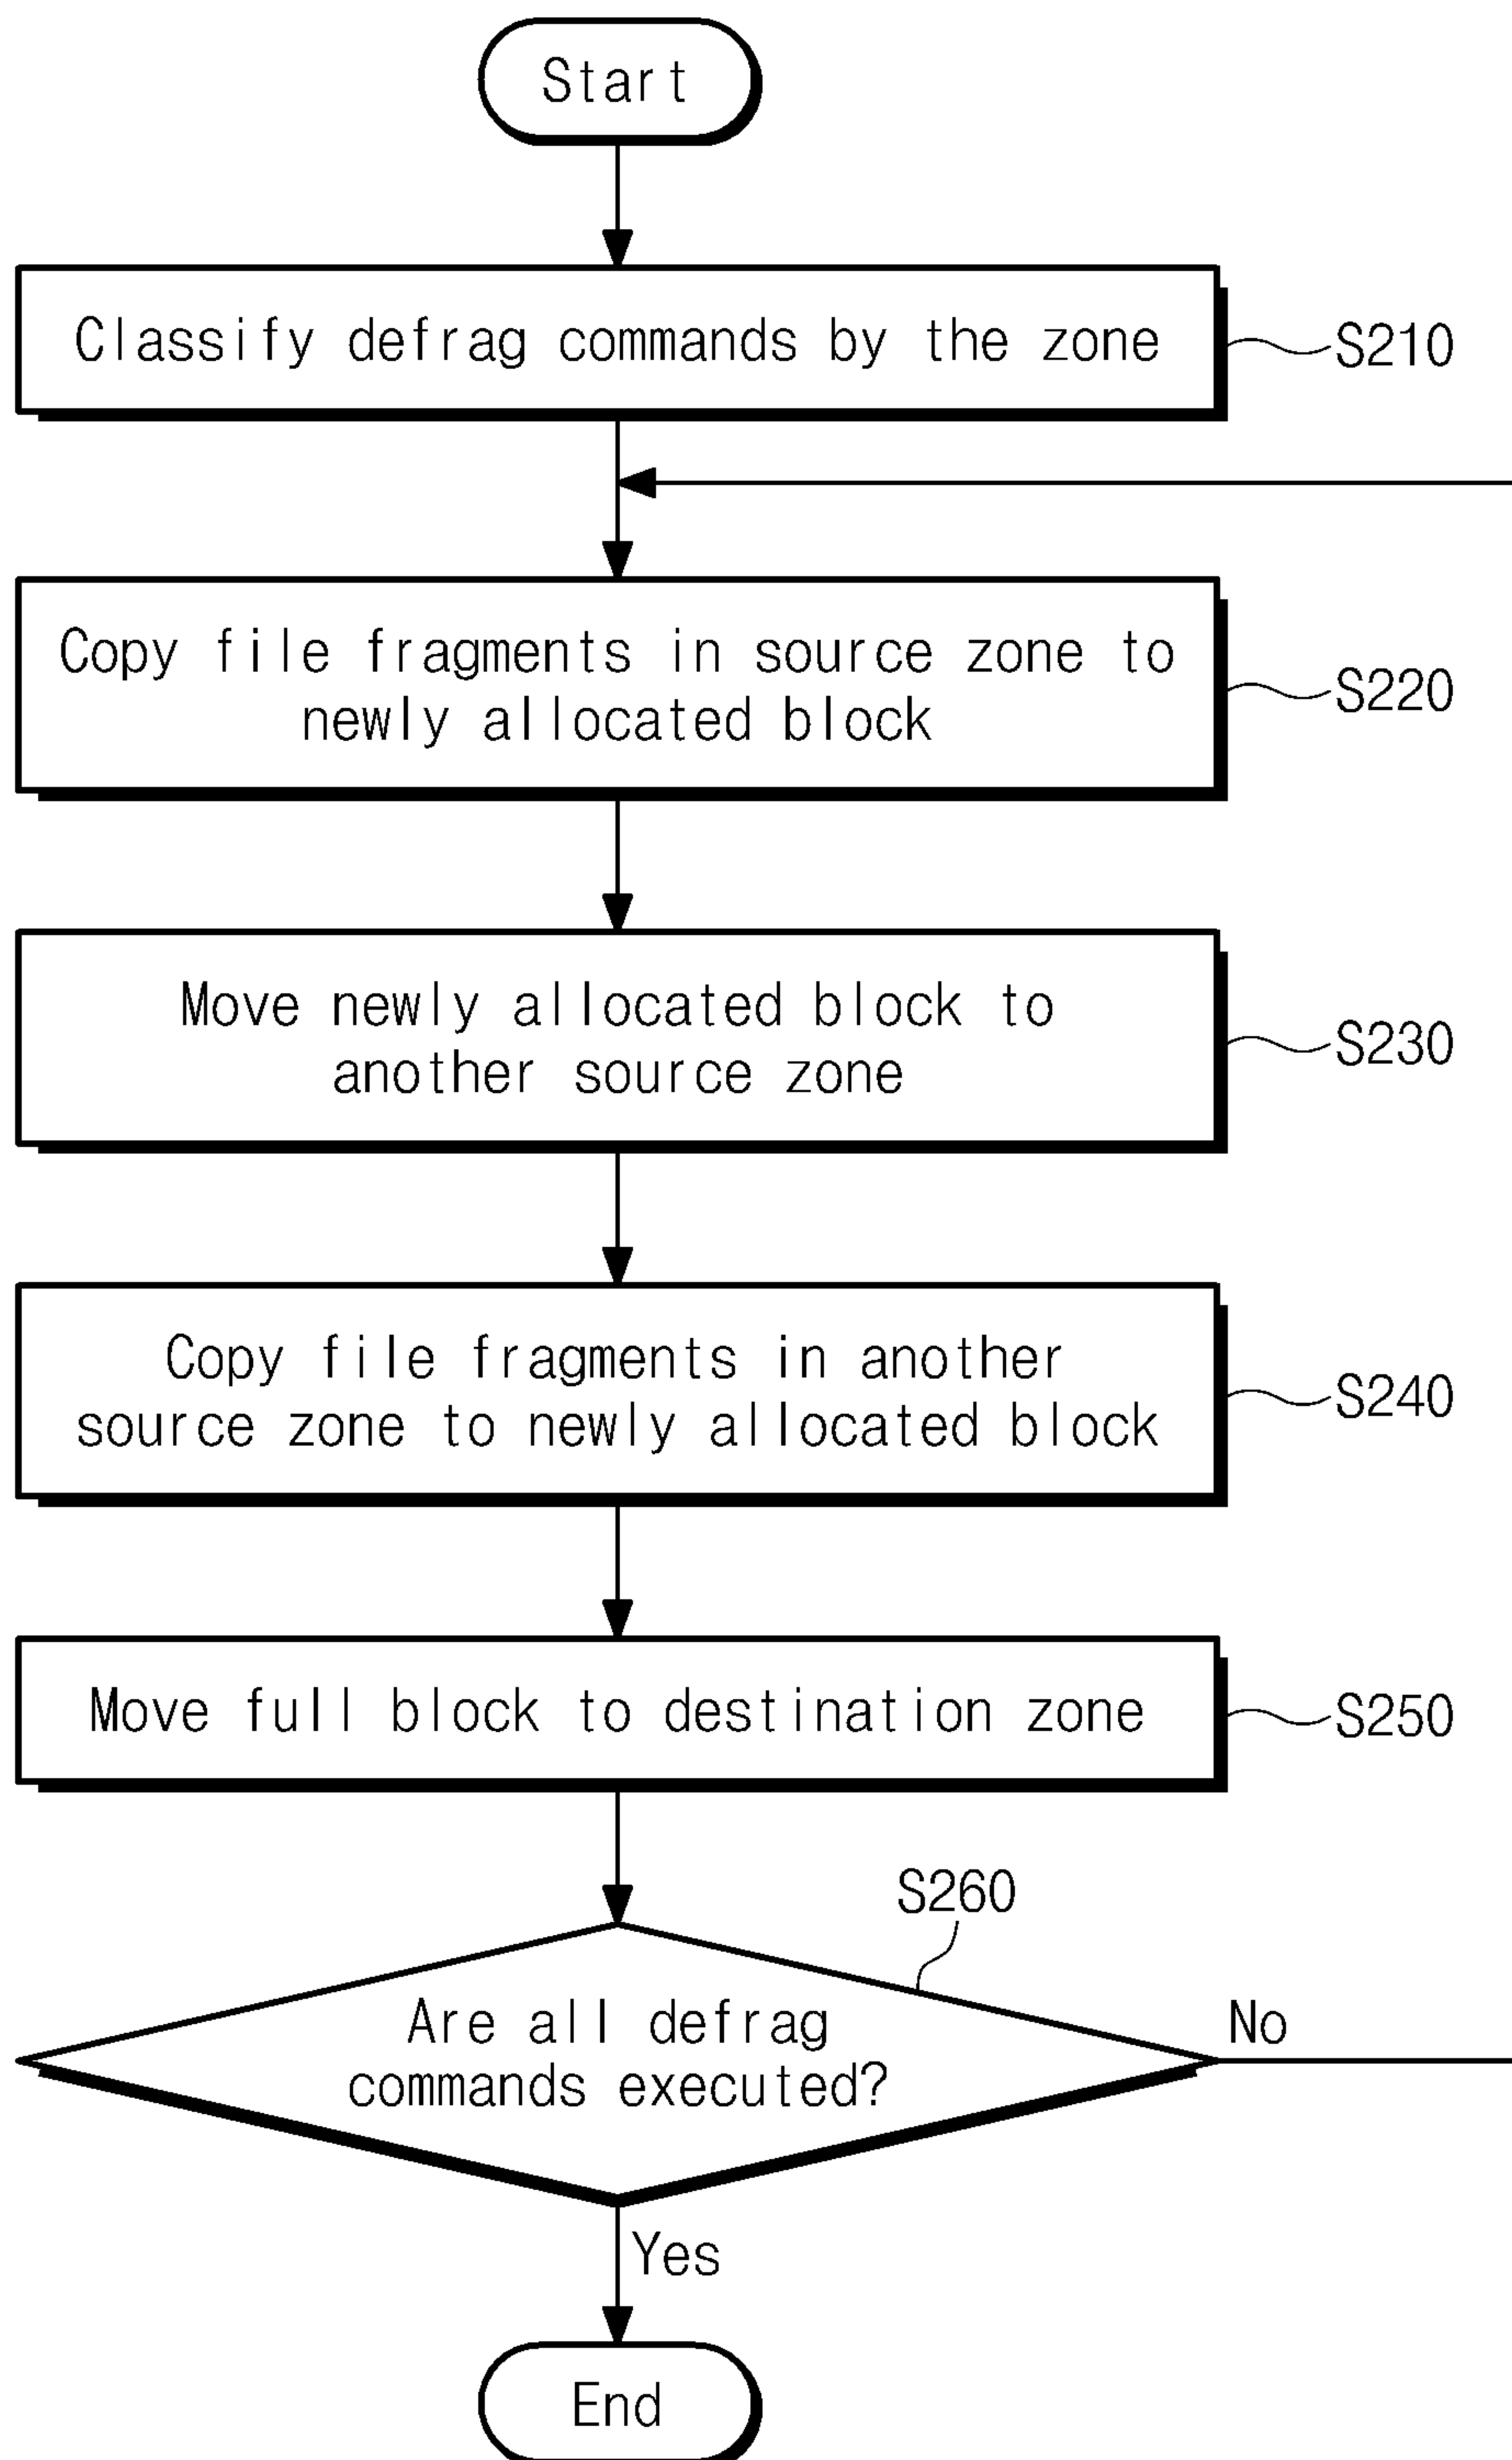 Start
Classify defrag commands by the zone
S210
Copy file fragments in source zone to
newly allocated block
S220
Move newly allocated block to
another source zone
S230
Copy file fragments in another
source zone to newly allocated block
S240
Move full block to destination zone
S250
S260
Are all defrag
commands executed?
No
Yes
End